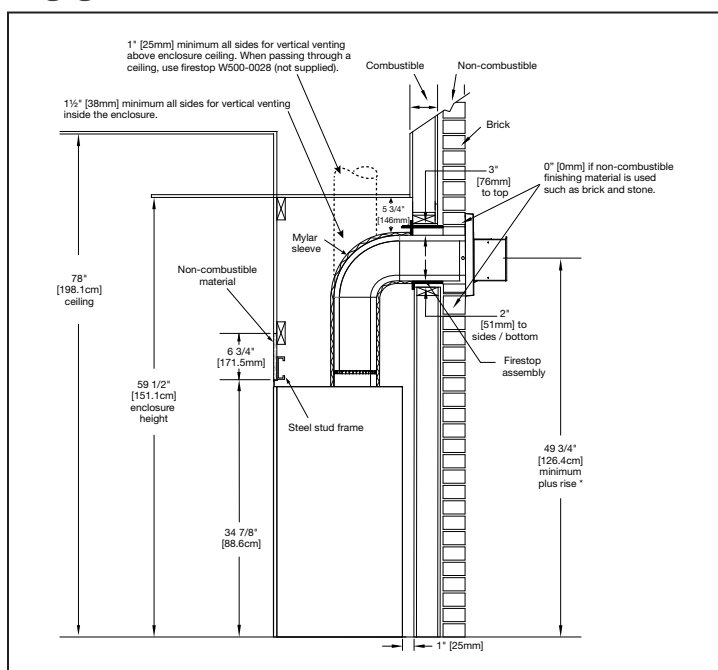 1" [25mm] minimum all sides for vertical venting
above enclosure ceiling. When passing through a
ceiling, use firestop W500-0028 (not supplied).
Combustible
Non-combustible
1½" [38mm] minimum all sides for vertical venting
inside the enclosure.
Brick
3"
[76mm]
to top
0" [0mm] if non-combustible
finishing material is used
such as brick and stone.
5 3/4"
[146mm]
Mylar
sleeve
Non-combustible
material
78"
[198.1cm]
ceiling
2"
[51mm] to
sides / bottom
6 3/4"
[171.5mm]
Firestop
assembly
59 1/2"
[151.1cm]
enclosure
height
Steel stud frame
49 3/4"
[126.4cm]
minimum
plus rise *
34 7/8"
[88.6cm]
1" [25mm]